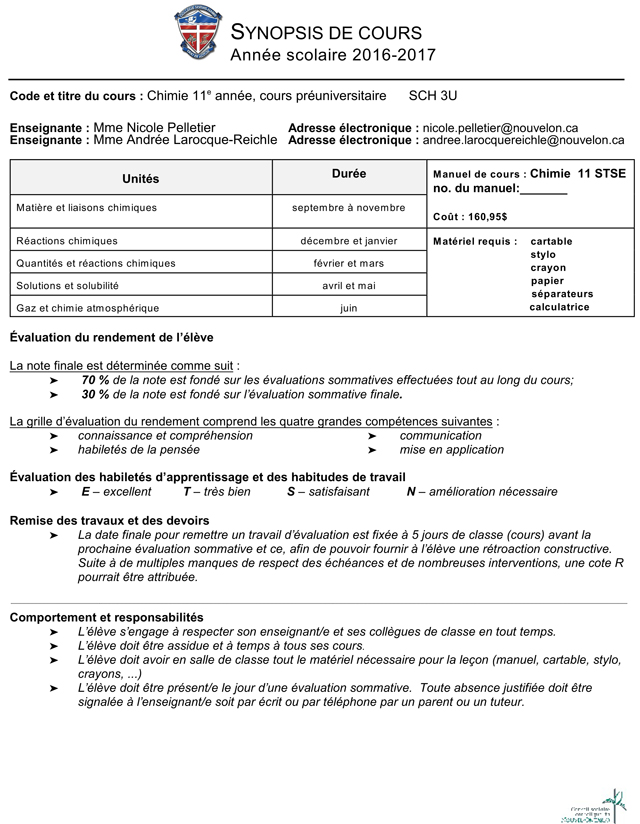 SYNOPSIS DE COURS
Année scolaire 2016-2017
Code et titre du cours : Chimie 11e année, cours préuniversitaire SCH 3U
Enseignante : Mme Nicole Pelletier Adresse électronique : nicole.pelletier@nouvelon.ca
Enseignante : Mme Andrée Larocque-Reichle Adresse électronique : andree.larocquereichle@nouvelon.ca
Unités Durée Manuel de cours : Chimie 11 STSE
no. du manuel:_______
Matière et liaisons chimiques septembre à novembre
Coût : 160,95$
Réactions chimiques décembre et janvier Matériel requis : cartable
stylo
Quantités et réactions chimiques février et mars crayon
papier
Solutions et solubilité avril et mai séparateurs
Gaz et chimie atmosphérique juin calculatrice
Évaluation du rendement de l'élève
La note finale est déterminée comme suit :
➤ 70 % de la note est fondé sur les évaluations sommatives effectuées tout au long du cours;
➤ 30 % de la note est fondé sur l'évaluation sommative finale.
La grille d'évaluation du rendement comprend les quatre grandes compétences suivantes :
➤ connaissance et compréhension ➤ communication
➤ habiletés de la pensée ➤ mise en application
Évaluation des habiletés d'apprentissage et des habitudes de travail
➤ E – excellent T – très bien S – satisfaisant N – amélioration nécessaire
Remise des travaux et des devoirs
➤ La date finale pour remettre un travail d'évaluation est fixée à 5 jours de classe (cours) avant la
prochaine évaluation sommative et ce, afin de pouvoir fournir à l'élève une rétroaction constructive.
Suite à de multiples manques de respect des échéances et de nombreuses interventions, une cote R
pourrait être attribuée.
Comportement et responsabilités
➤ L'élève s'engage à respecter son enseignant/e et ses collègues de classe en tout temps.
➤ L'élève doit être assidue et à temps à tous ses cours.
➤ L'élève doit avoir en salle de classe tout le matériel nécessaire pour la leçon (manuel, cartable, stylo,
crayons, ...)
➤ L'élève doit être présent/e le jour d'une évaluation sommative. Toute absence justifiée doit être
signalée à l'enseignant/e soit par écrit ou par téléphone par un parent ou un tuteur.
Conseil scolaire